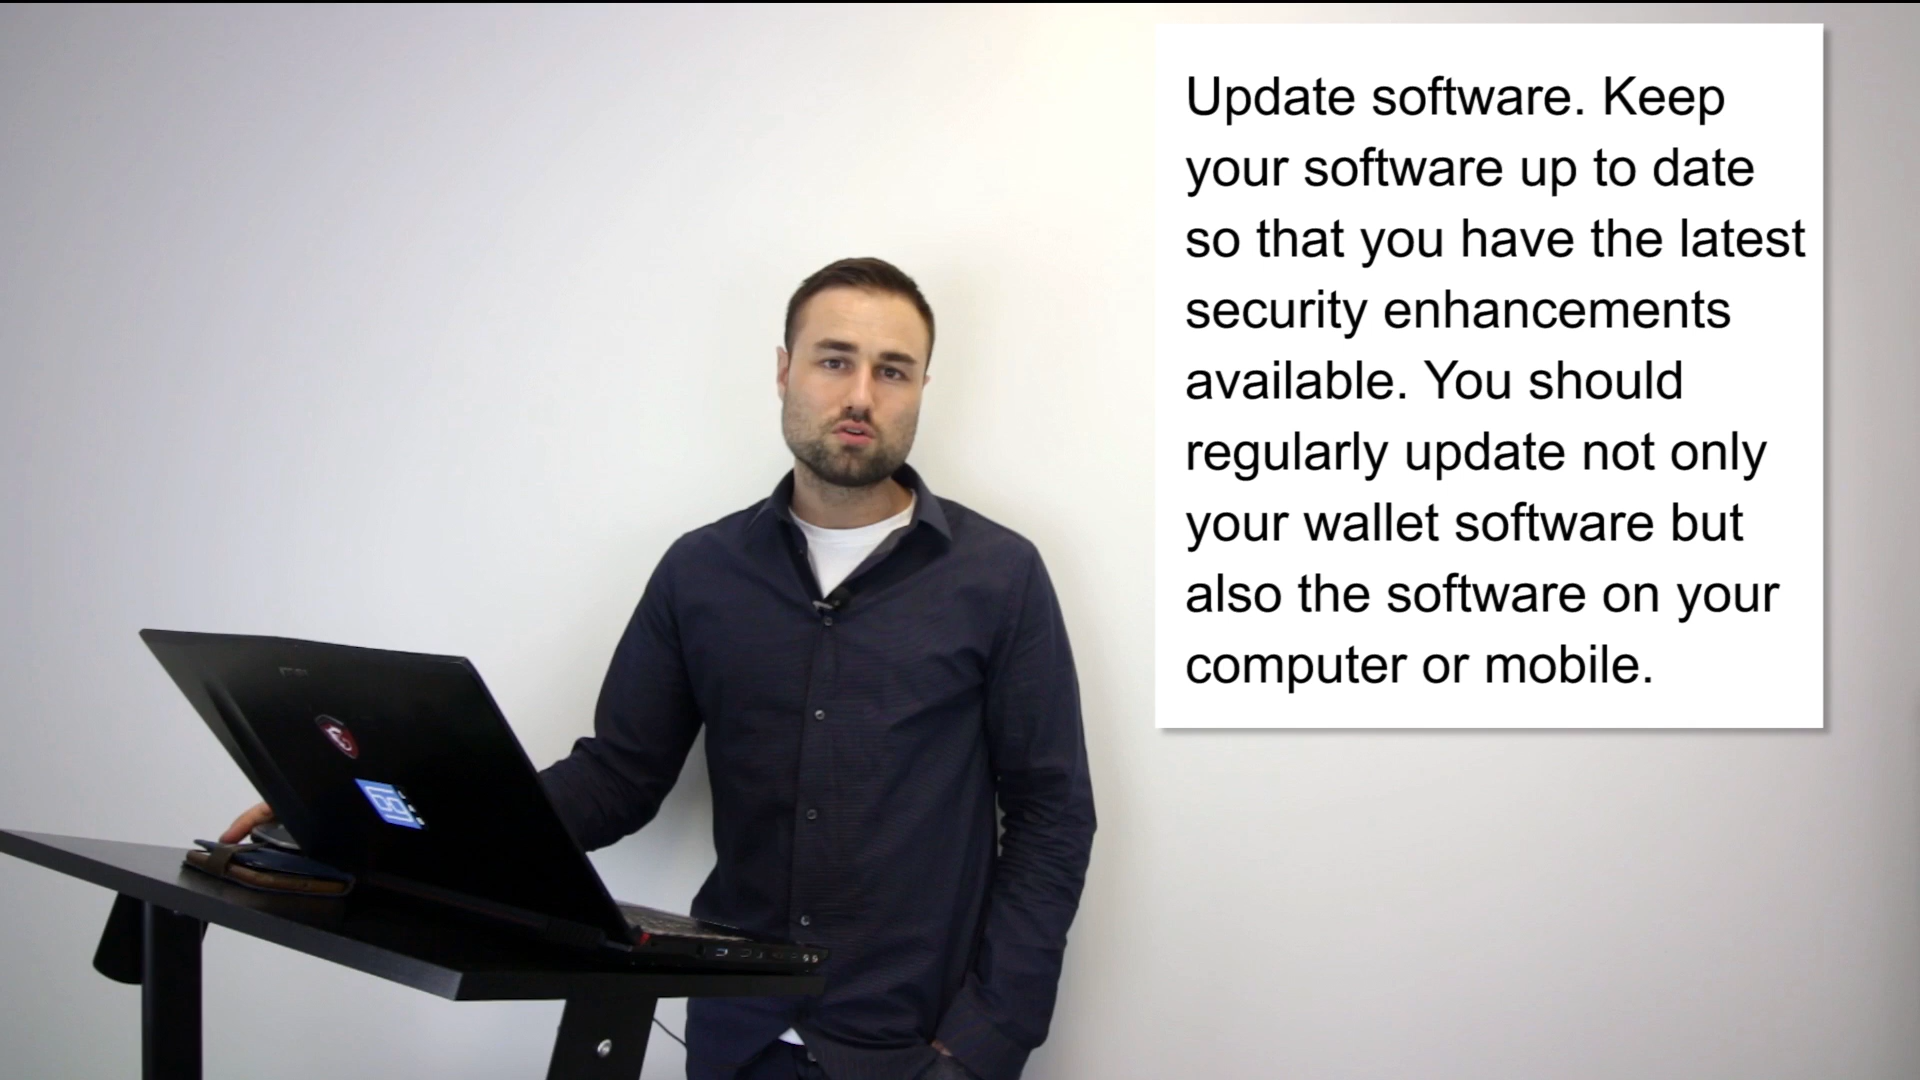 Update software. Keep
your software up to date
so that you have the latest
security enhancements
available. You should
regularly update not only
your wallet software but
also the software on your
computer or mobile.